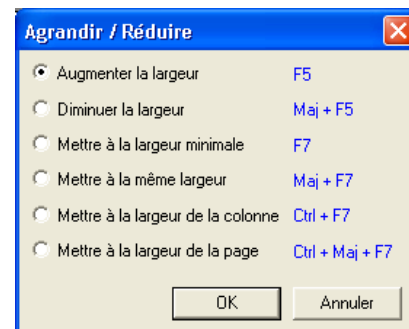 Agrandir / Réduire
Augmenter la largeur F5
Diminuer la largeur Maj + F5
Mettre à la largeur minimale F7
Mettre à la même largeur Maj + F7
Mettre à la largeur de la colonne Ctrl + F7
Mettre à la largeur de la page Ctrl + Maj + F7
OK Annuler